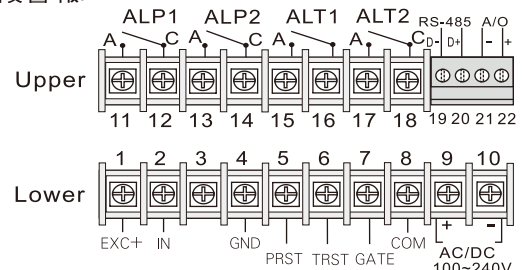 ALP1 ALP2 ALT1 ALT2 RS-485 A/O
A C A C A A C D- D+ - +
Upper
11 12 13 14 15 16 17 18 19 20 21 22
1 2 3 4 5 6 7 8 9 10
Lower
+ -
EXC+ IN GND PRST TRST GATE COM AC/DC
100~240V